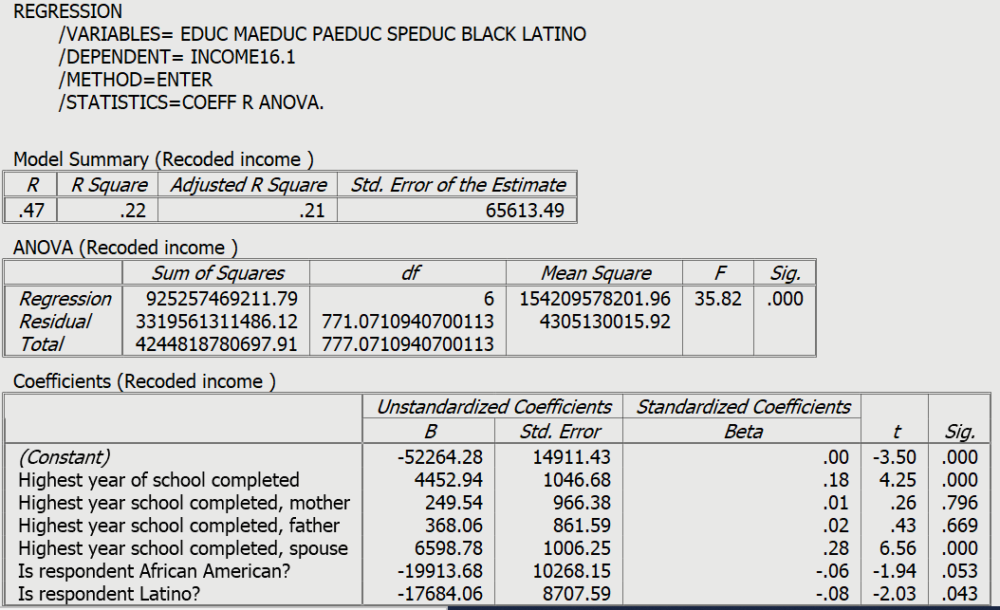 REGRESSION
/VARIABLES= EDUC MAEDUC PAEDUC SPEDUC BLACK LATINO
/DEPENDENT= INCOME16.1
/METHOD=ENTER
/STATISTICS=COEFF R ANOVA.
Model Summary (Recoded income )
R R Square Adjusted R Square Std. Error of the Estimate
.47 .22 .21 65613.49
ANOVA (Recoded income )
Sum of Squares df Mean Square F Sig.
Regression 925257469211.79 6 154209578201.96 35.82 .000
Residual 3319561311486.12 771.0710940700113 4305130015.92
Total 4244818780697.91 777.0710940700113
Coefficients (Recoded income )
Unstandardized Coefficients Standardized Coefficients
B Std. Error Beta t Sig.
(Constant) -52264.28 14911.43 .00 -3.50 .000
Highest year of school completed 4452.94 1046.68 .18 4.25 .000
Highest year school completed, mother 249.54 966.38 .01 .26 .796
Highest year school completed, father 368.06 861.59 .02 .43 .669
Highest year school completed, spouse 6598.78 1006.25 .28 6.56 .000
Is respondent African American? -19913.68 10268.15 -.06 -1.94 .053
Is respondent Latino? -17684.06 8707.59 -.08 -2.03 .043